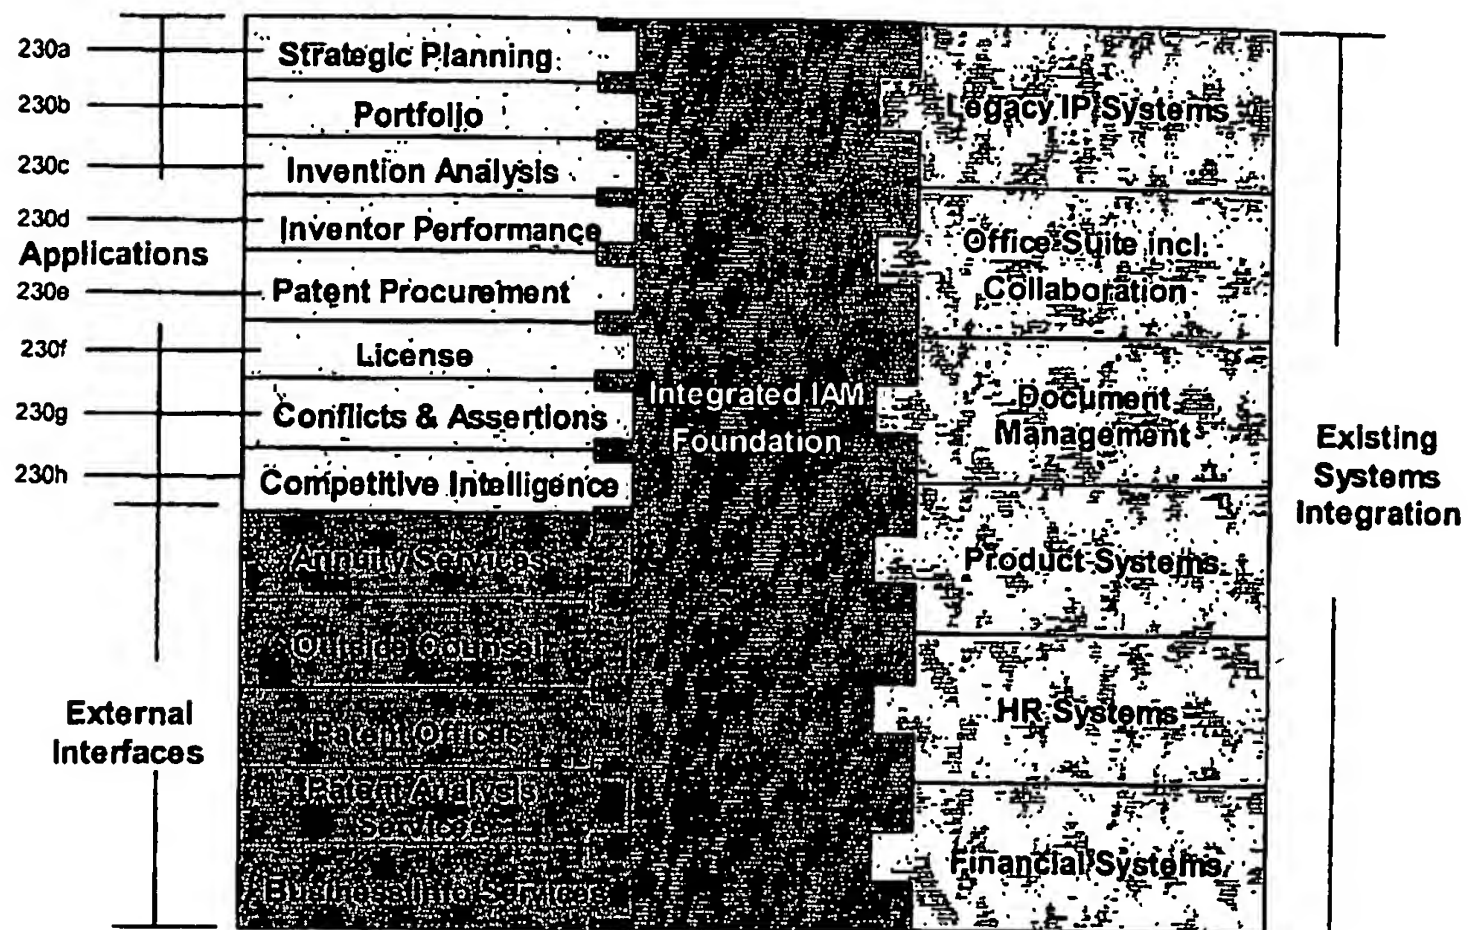 230a
Strategic Planning
230b
Portfolio
230c
Invention Analysis
230d
Inventor Performance
Applications
230e
Patent Procurement
230f
License
230g
Conflicts & Assertions
230h
Competitive Intelligence
Annuity Services
Outside Counsel
Patent Offices
Patent Analysis
Services
External
Interfaces
Business Info
Integrated IAM
Foundation
Legacy IP Systems
Office Suite incl.
Collaboration
Document
Management
Product Systems
HR Systems
Financial Systems
Existing
Systems
Integration